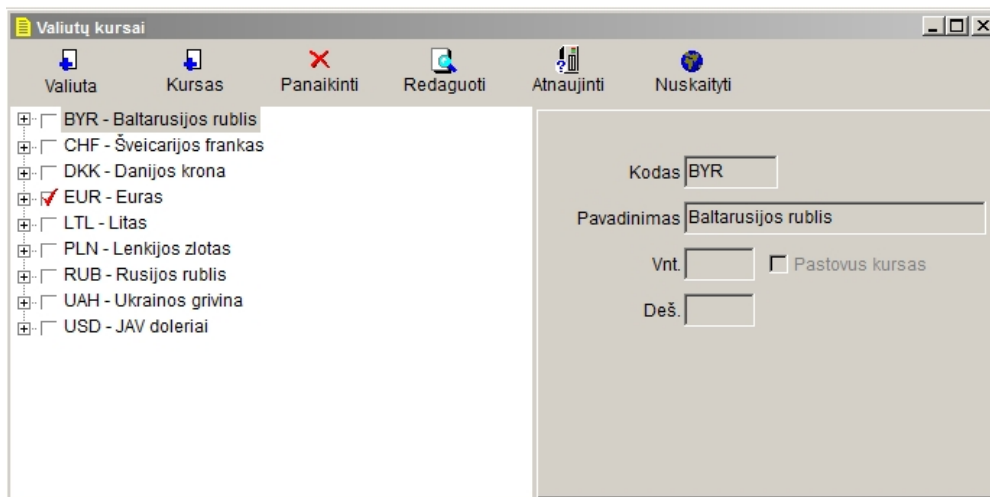 Valiutų kursai
Valiuta Kursas Panaikinti Redaguoti Atnaujinti Nuskaityti
BYR - Baltarusijos rublis
CHF - Šveicarijos frankas
DKK - Danijos krona
EUR - Euras
LTL - Litas
PLN - Lenkijos zlotas
RUB - Rusijos rublis
UAH - Ukrainos grivina
USD - JAV doleriai
Kodas BYR
Pavadinimas Baltarusijos rublis
Vnt. Pastovus kursas
Deš.